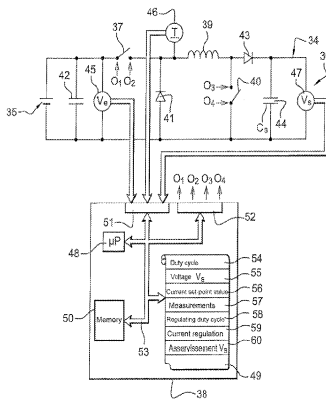 46
37
I
39
43
34
42
45
O₁ O₂
40
47
35
Ve
O₃
O₄
41
Cs
44
Vs
O₁ O₂ O₃ O₄
51
52
48
µP
54
Duty cycle
Voltage Vs
55
Current set-point value
56
Measurements
57
50
Regulating duty cycle
58
Memory
Current regulation
59
53
Asservissement Vs
60
49
38